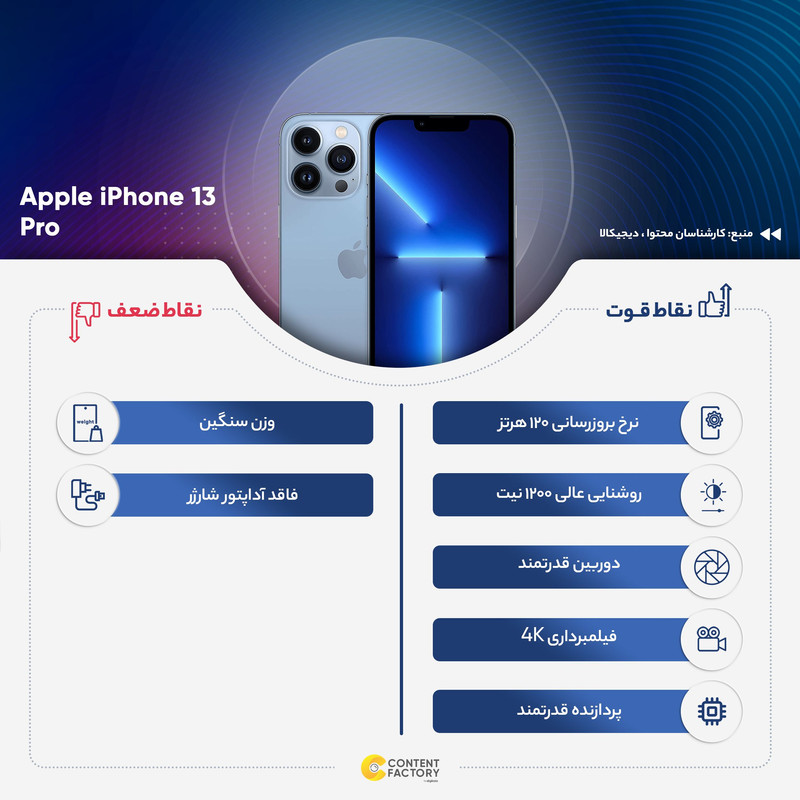 Apple iPhone 13
Pro
منبع: کارشناسان محتوا ، دیجیکالا
نقاط قوت
نرخ بروزرسانی ۱۲۰ هرتز
روشنایی عالی ۱۲۰۰ نیت
دوربین قدرتمند
فیلمبرداری 4K
پردازنده قدرتمند
نقاط ضعف
weight
وزن سنگین
فاقد آداپتور شارژر
CONTENT
FACTORY